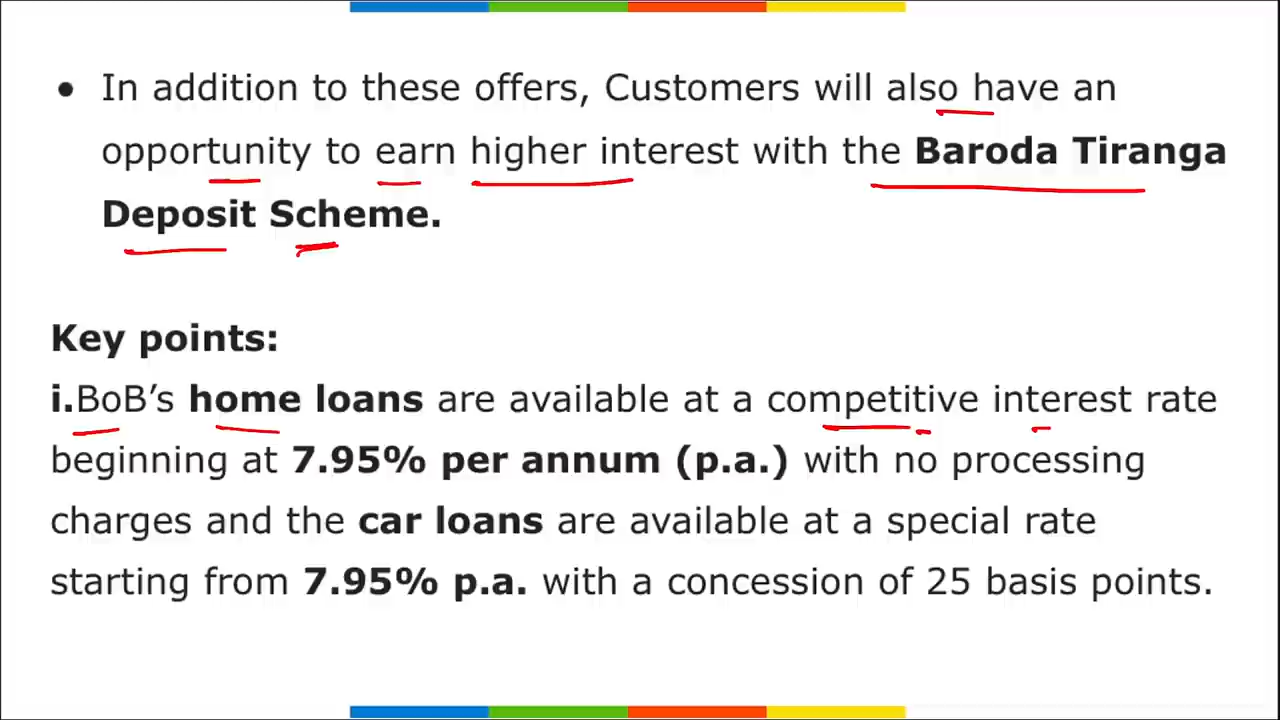 • In addition to these offers, Customers will also have an
opportunity to earn higher interest with the Baroda Tiranga
Deposit Scheme.
Key points:
i.BoB’s home loans are available at a competitive interest rate
beginning at 7.95% per annum (p.a.) with no processing
charges and the car loans are available at a special rate
starting from 7.95% p.a. with a concession of 25 basis points.